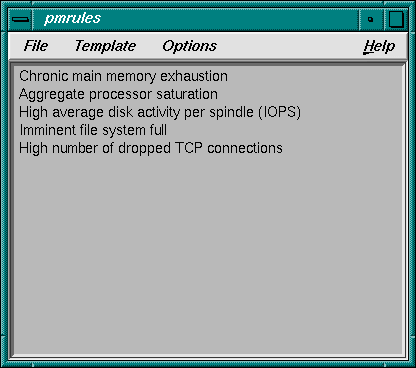 pmrules
File Template Options Help
Chronic main memory exhaustion
Aggregate processor saturation
High average disk activity per spindle (IOPS)
Imminent file system full
High number of dropped TCP connections